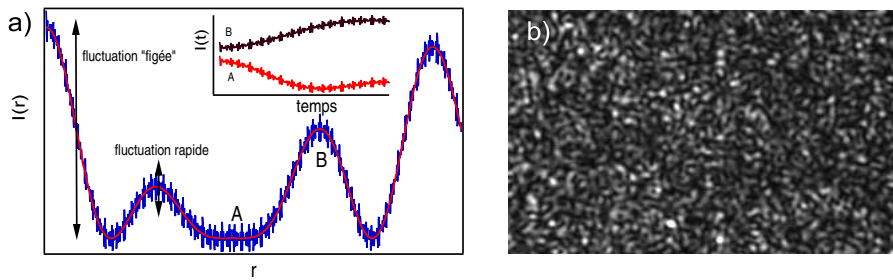 a)
I(r)
fluctuation "figée"
B
A
I(t)
temps
fluctuation rapide
A
B
r
b)